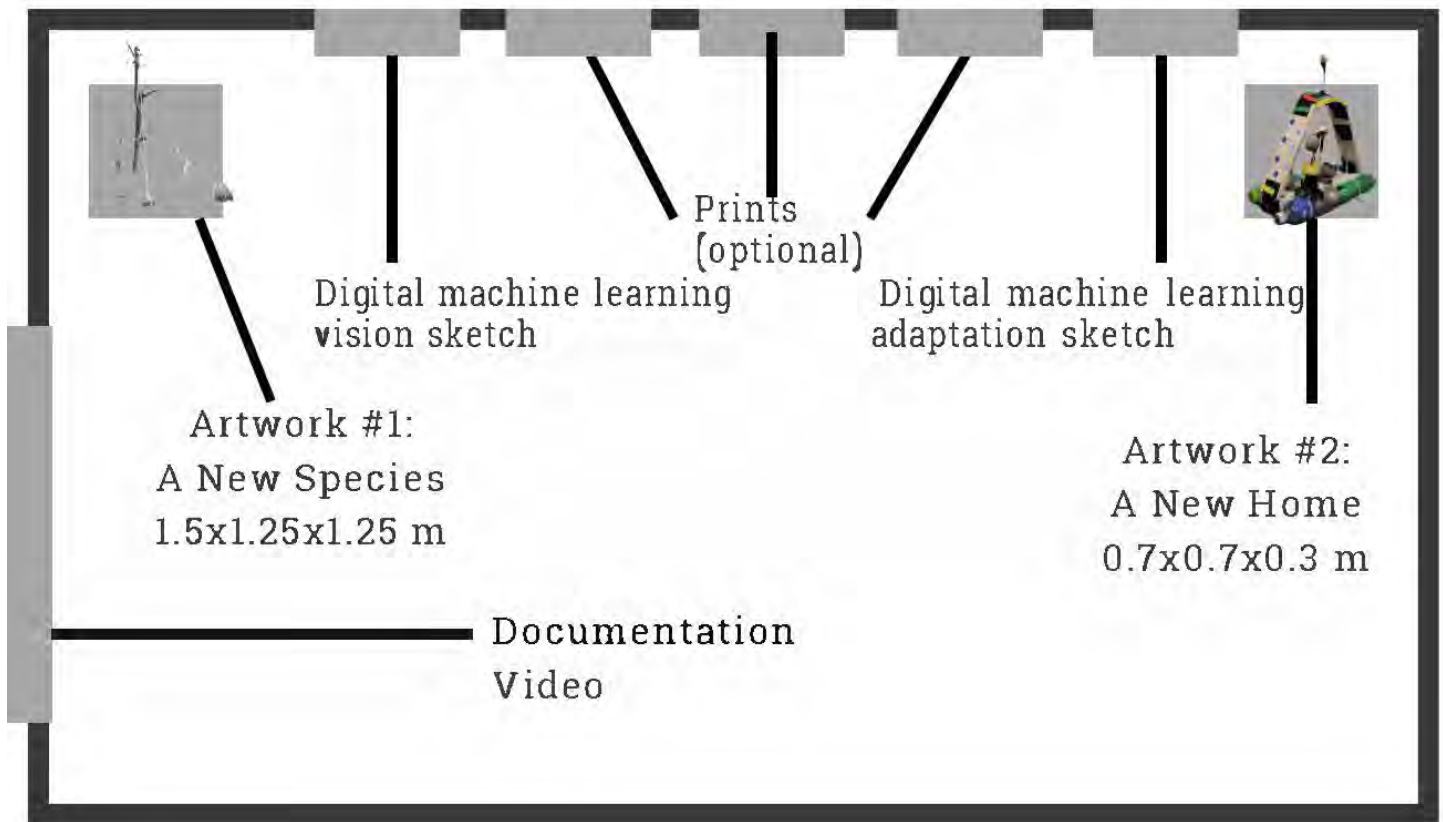 Prints
(optional)
Digital machine learning
vision sketch
Digital machine learning
adaptation sketch
Artwork #1:
A New Species
1.5x1.25x1.25 m
Artwork #2:
A New Home
0.7x0.7x0.3 m
Documentation
Video